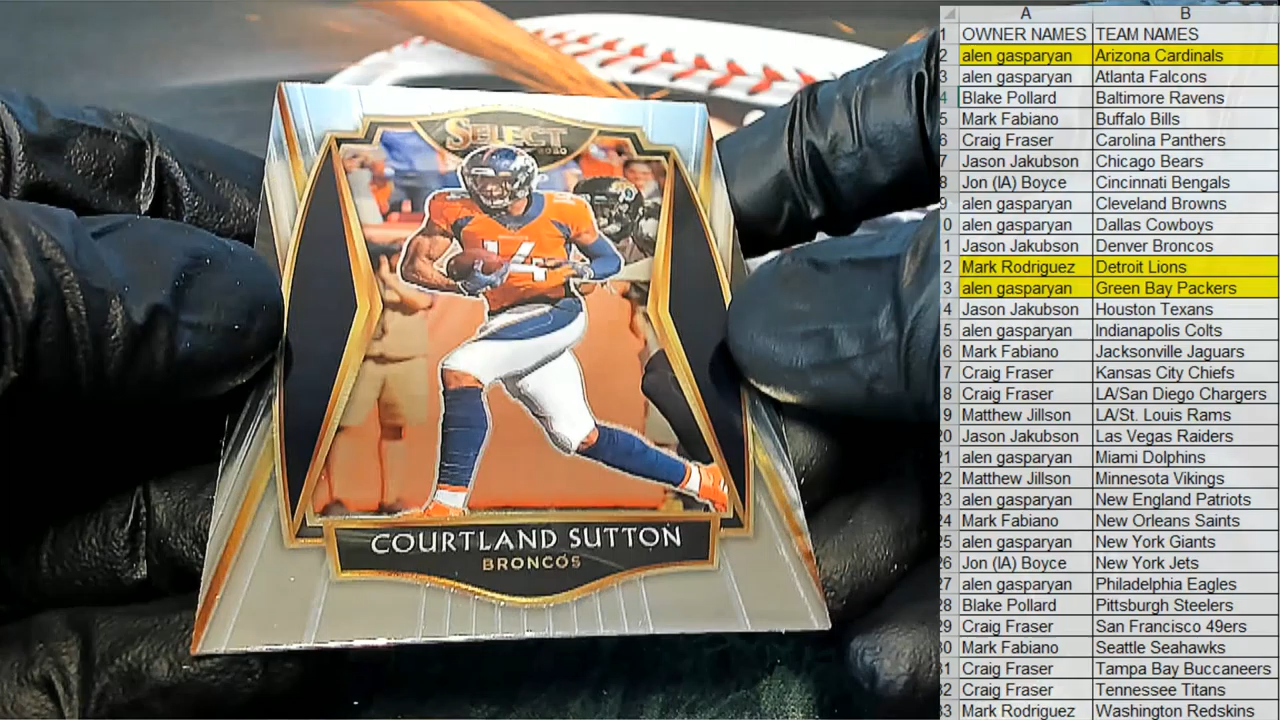 SELECT
2020
14
COURTLAND SUTTON
BRONCOS
A B
1 OWNER NAMES TEAM NAMES
2 alen gasparyan Arizona Cardinals
3 alen gasparyan Atlanta Falcons
4 Blake Pollard Baltimore Ravens
5 Mark Fabiano Buffalo Bills
6 Craig Fraser Carolina Panthers
7 Jason Jakubson Chicago Bears
8 Jon (IA) Boyce Cincinnati Bengals
9 alen gasparyan Cleveland Browns
0 alen gasparyan Dallas Cowboys
1 Jason Jakubson Denver Broncos
2 Mark Rodriguez Detroit Lions
3 alen gasparyan Green Bay Packers
4 Jason Jakubson Houston Texans
5 alen gasparyan Indianapolis Colts
6 Mark Fabiano Jacksonville Jaguars
7 Craig Fraser Kansas City Chiefs
8 Craig Fraser LA/San Diego Chargers
9 Matthew Jillson LA/St. Louis Rams
20 Jason Jakubson Las Vegas Raiders
21 alen gasparyan Miami Dolphins
22 Matthew Jillson Minnesota Vikings
23 alen gasparyan New England Patriots
24 Mark Fabiano New Orleans Saints
25 alen gasparyan New York Giants
26 Jon (IA) Boyce New York Jets
27 alen gasparyan Philadelphia Eagles
28 Blake Pollard Pittsburgh Steelers
29 Craig Fraser San Francisco 49ers
30 Mark Fabiano Seattle Seahawks
31 Craig Fraser Tampa Bay Buccaneers
32 Craig Fraser Tennessee Titans
33 Mark Rodriguez Washington Redskins